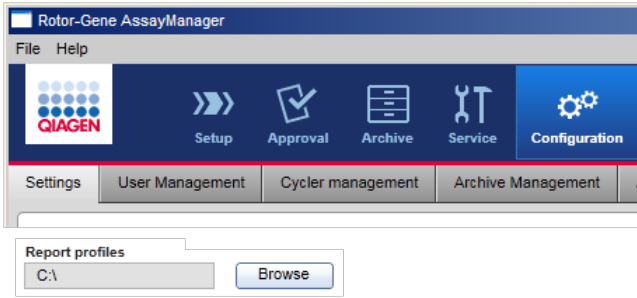 Rotor-Gene AssayManager
File Help
QIAGEN
Setup Approval Archive Service Configuration
Settings User Management Cycler management Archive Management
Report profiles
C:\ Browse